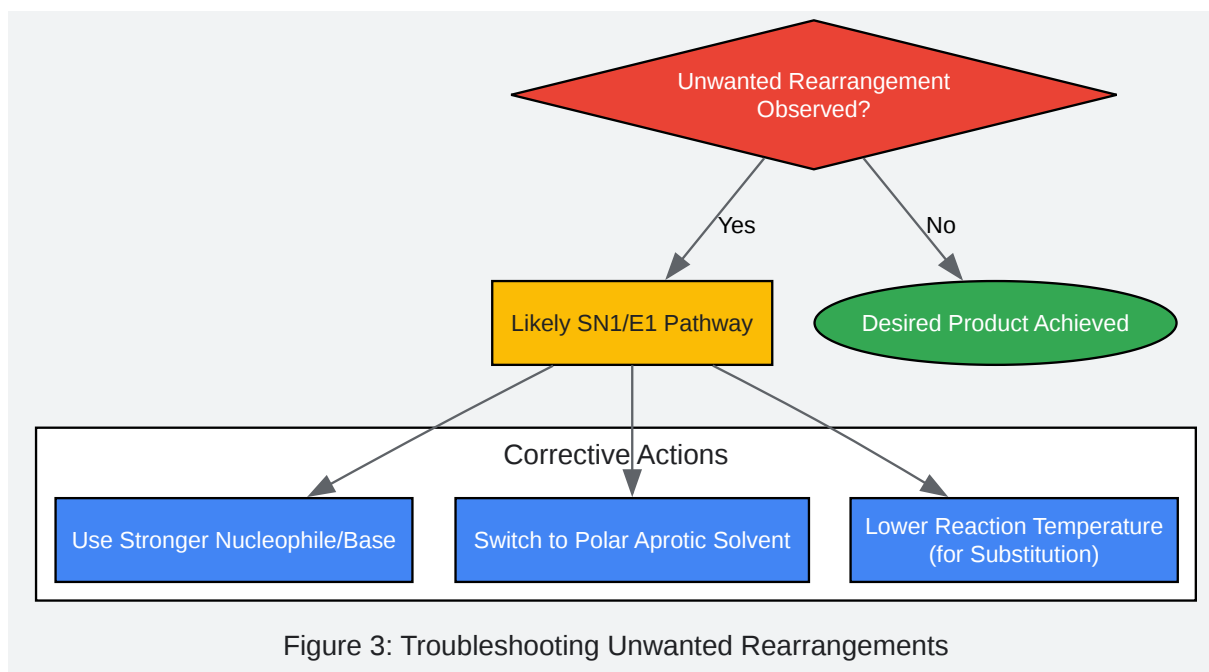 Unwanted Rearrangement
Observed?
Yes
No
Likely SN1/E1 Pathway
Desired Product Achieved
Corrective Actions
Use Stronger Nucleophile/Base
Switch to Polar Aprotic Solvent
Lower Reaction Temperature
(for Substitution)
Figure 3: Troubleshooting Unwanted Rearrangements